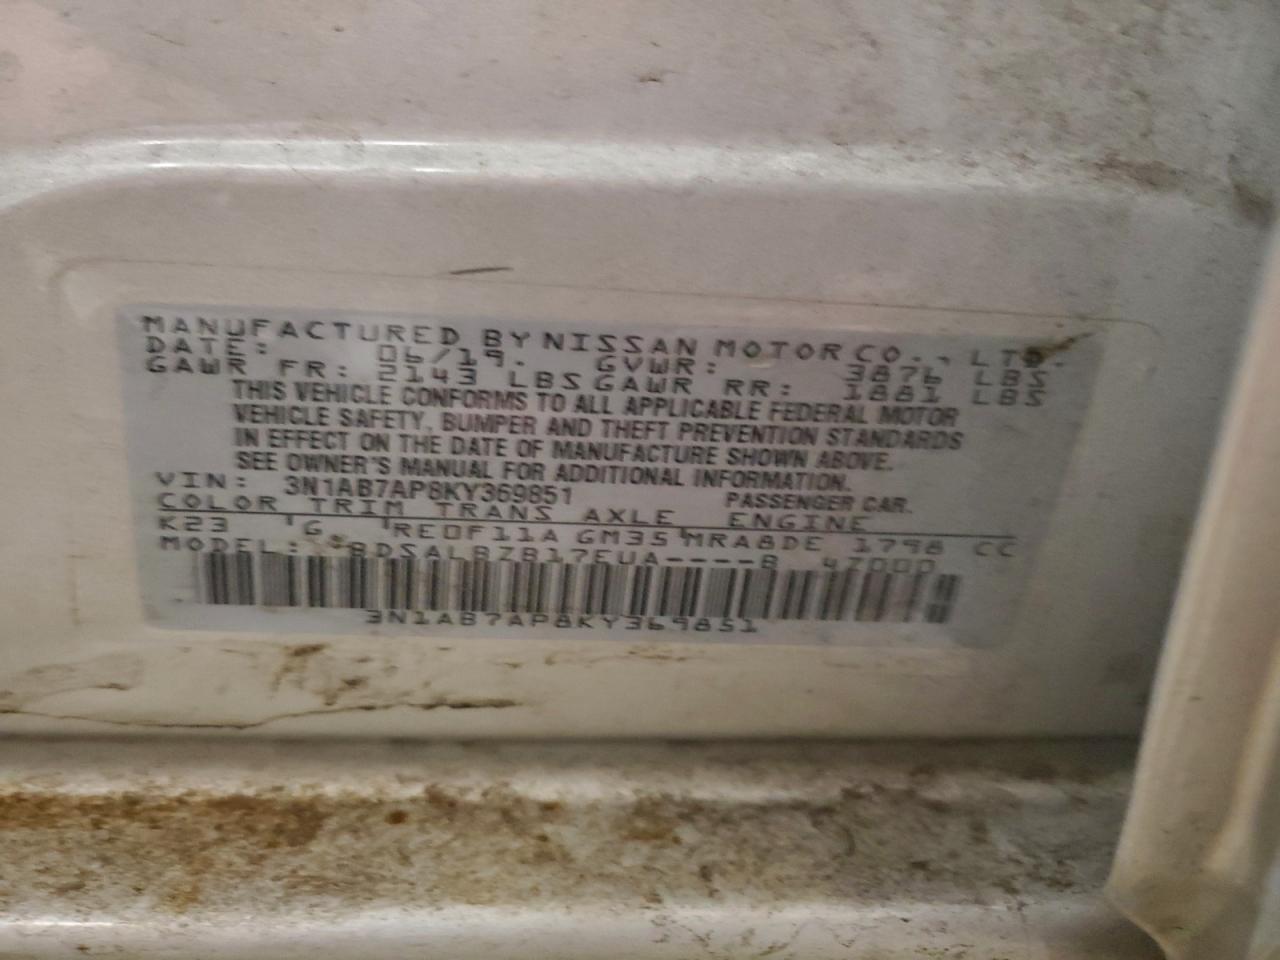 MANUFACTURED BY NISSAN MOTOR CO., LTD.
DATE: 06/19. GVWR: 3876 LBS
GAWR FR: 2143 LBS GAWR RR: 1881 LBS
THIS VEHICLE CONFORMS TO ALL APPLICABLE FEDERAL MOTOR
VEHICLE SAFETY, BUMPER AND THEFT PREVENTION STANDARDS
IN EFFECT ON THE DATE OF MANUFACTURE SHOWN ABOVE.
SEE OWNER'S MANUAL FOR ADDITIONAL INFORMATION.
VIN: 3N1AB7AP8KY369851 PASSENGER CAR.
COLOR TRIM TRANS AXLE ENGINE
K23 G RE0F11A GM35 MRA8DE 1798 CC
MODEL:
3N1AB7AP8KY369851